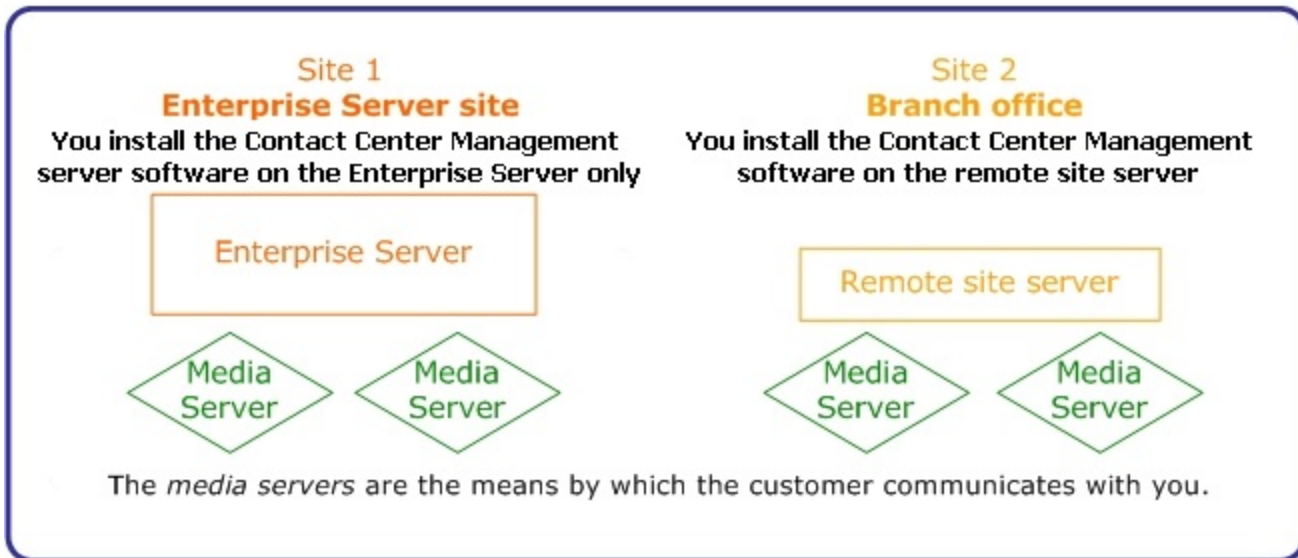 Site 1
Enterprise Server site
You install the Contact Center Management
server software on the Enterprise Server only
Enterprise Server
Media
Server
Media
Server
Site 2
Branch office
You install the Contact Center Management
software on the remote site server
Remote site server
Media
Server
Media
Server
The media servers are the means by which the customer communicates with you.